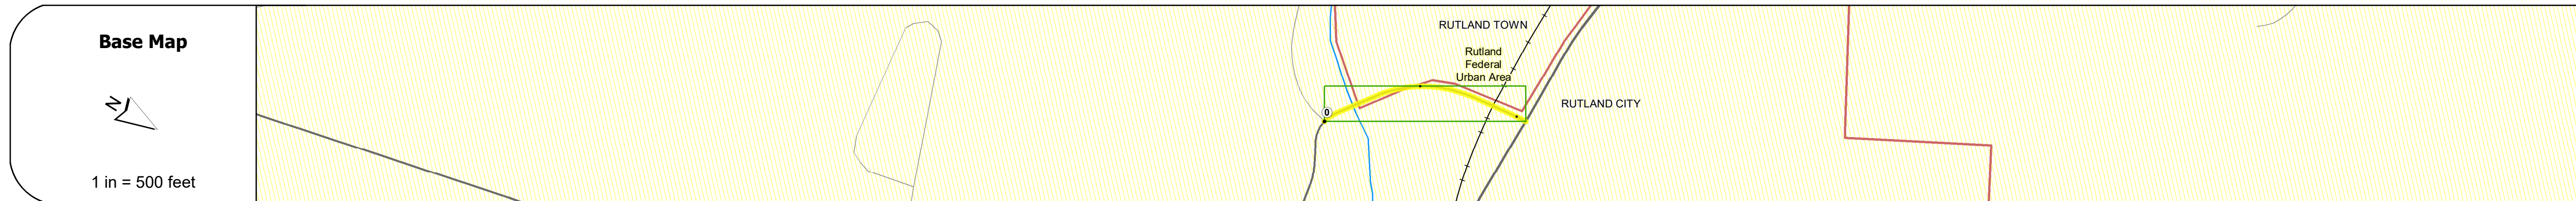 Base Map
N
1 in = 500 feet
0
RUTLAND TOWN
Rutland
Federal
Urban Area
RUTLAND CITY